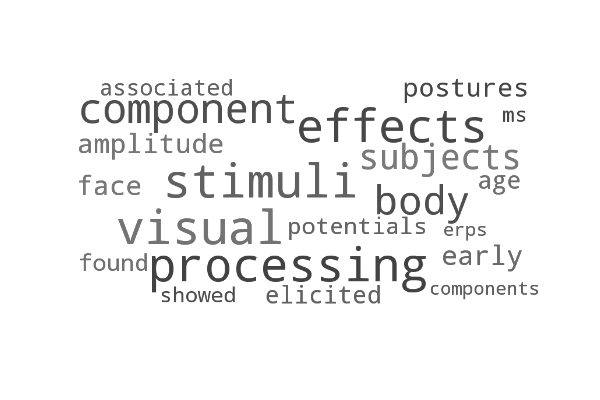 associated postures
component effects ms
amplitude subjects
face stimuli body age
visual potentials erps
found processing early
showed elicited components